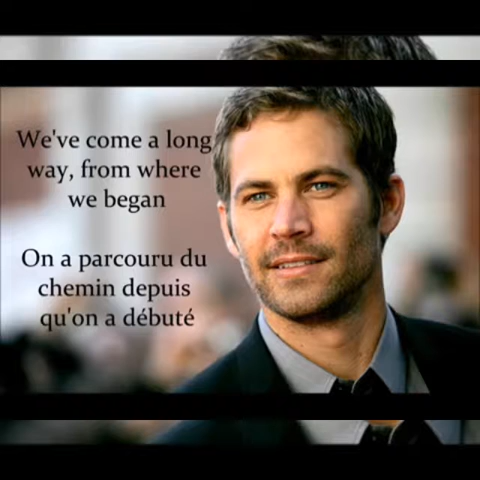 We've come a long
way, from where
we began
On a parcouru du
chemin depuis
qu'on a débuté